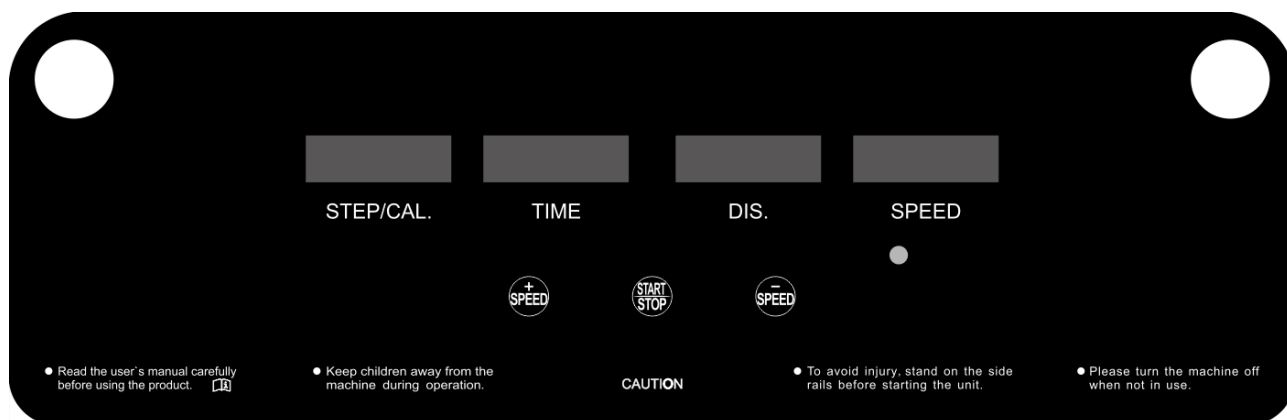 STEP/CAL.
TIME
DIS.
SPEED
+
SPEED
START
STOP
−
SPEED
● Read the user`s manual carefully
before using the product.
● Keep children away from the
machine during operation.
CAUTION
● To avoid injury, stand on the side
rails before starting the unit.
● Please turn the machine off
when not in use.